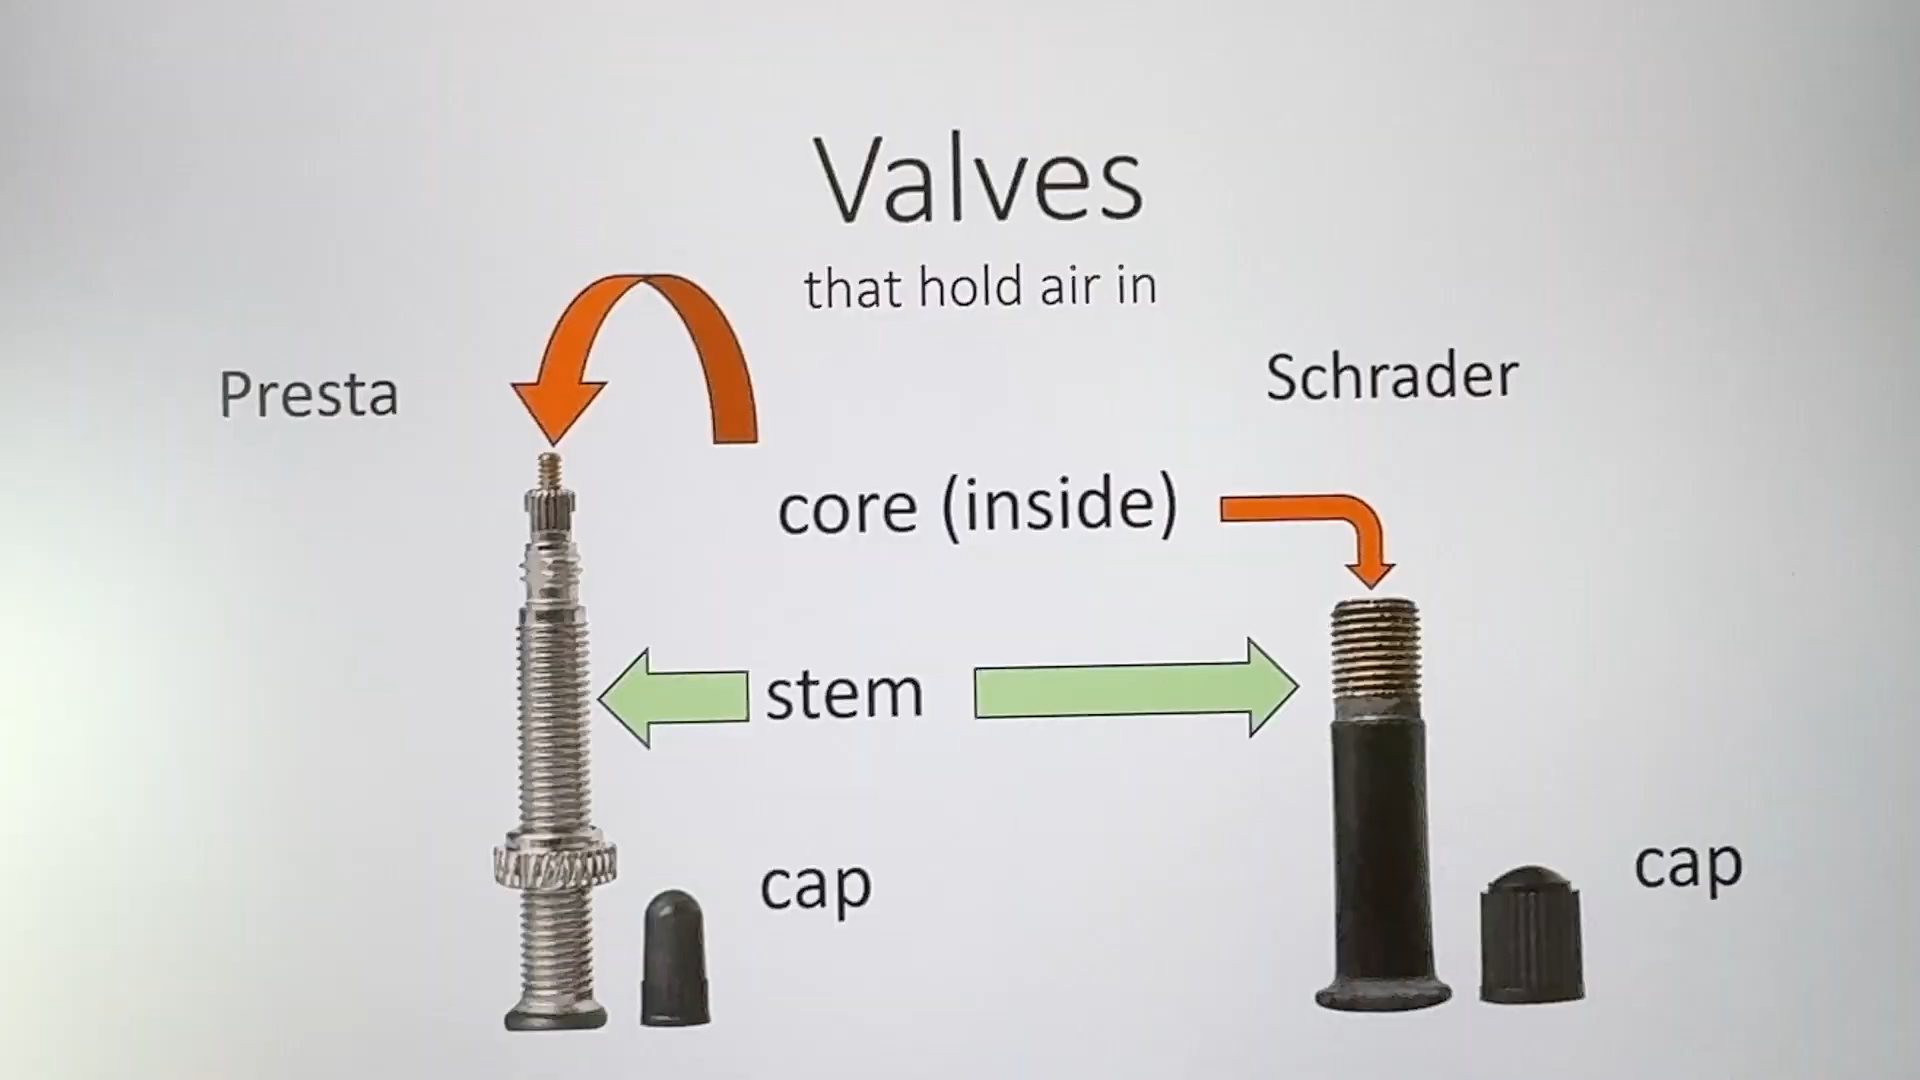 Valves
that hold air in
Presta
Schrader
core (inside)
stem
cap
cap